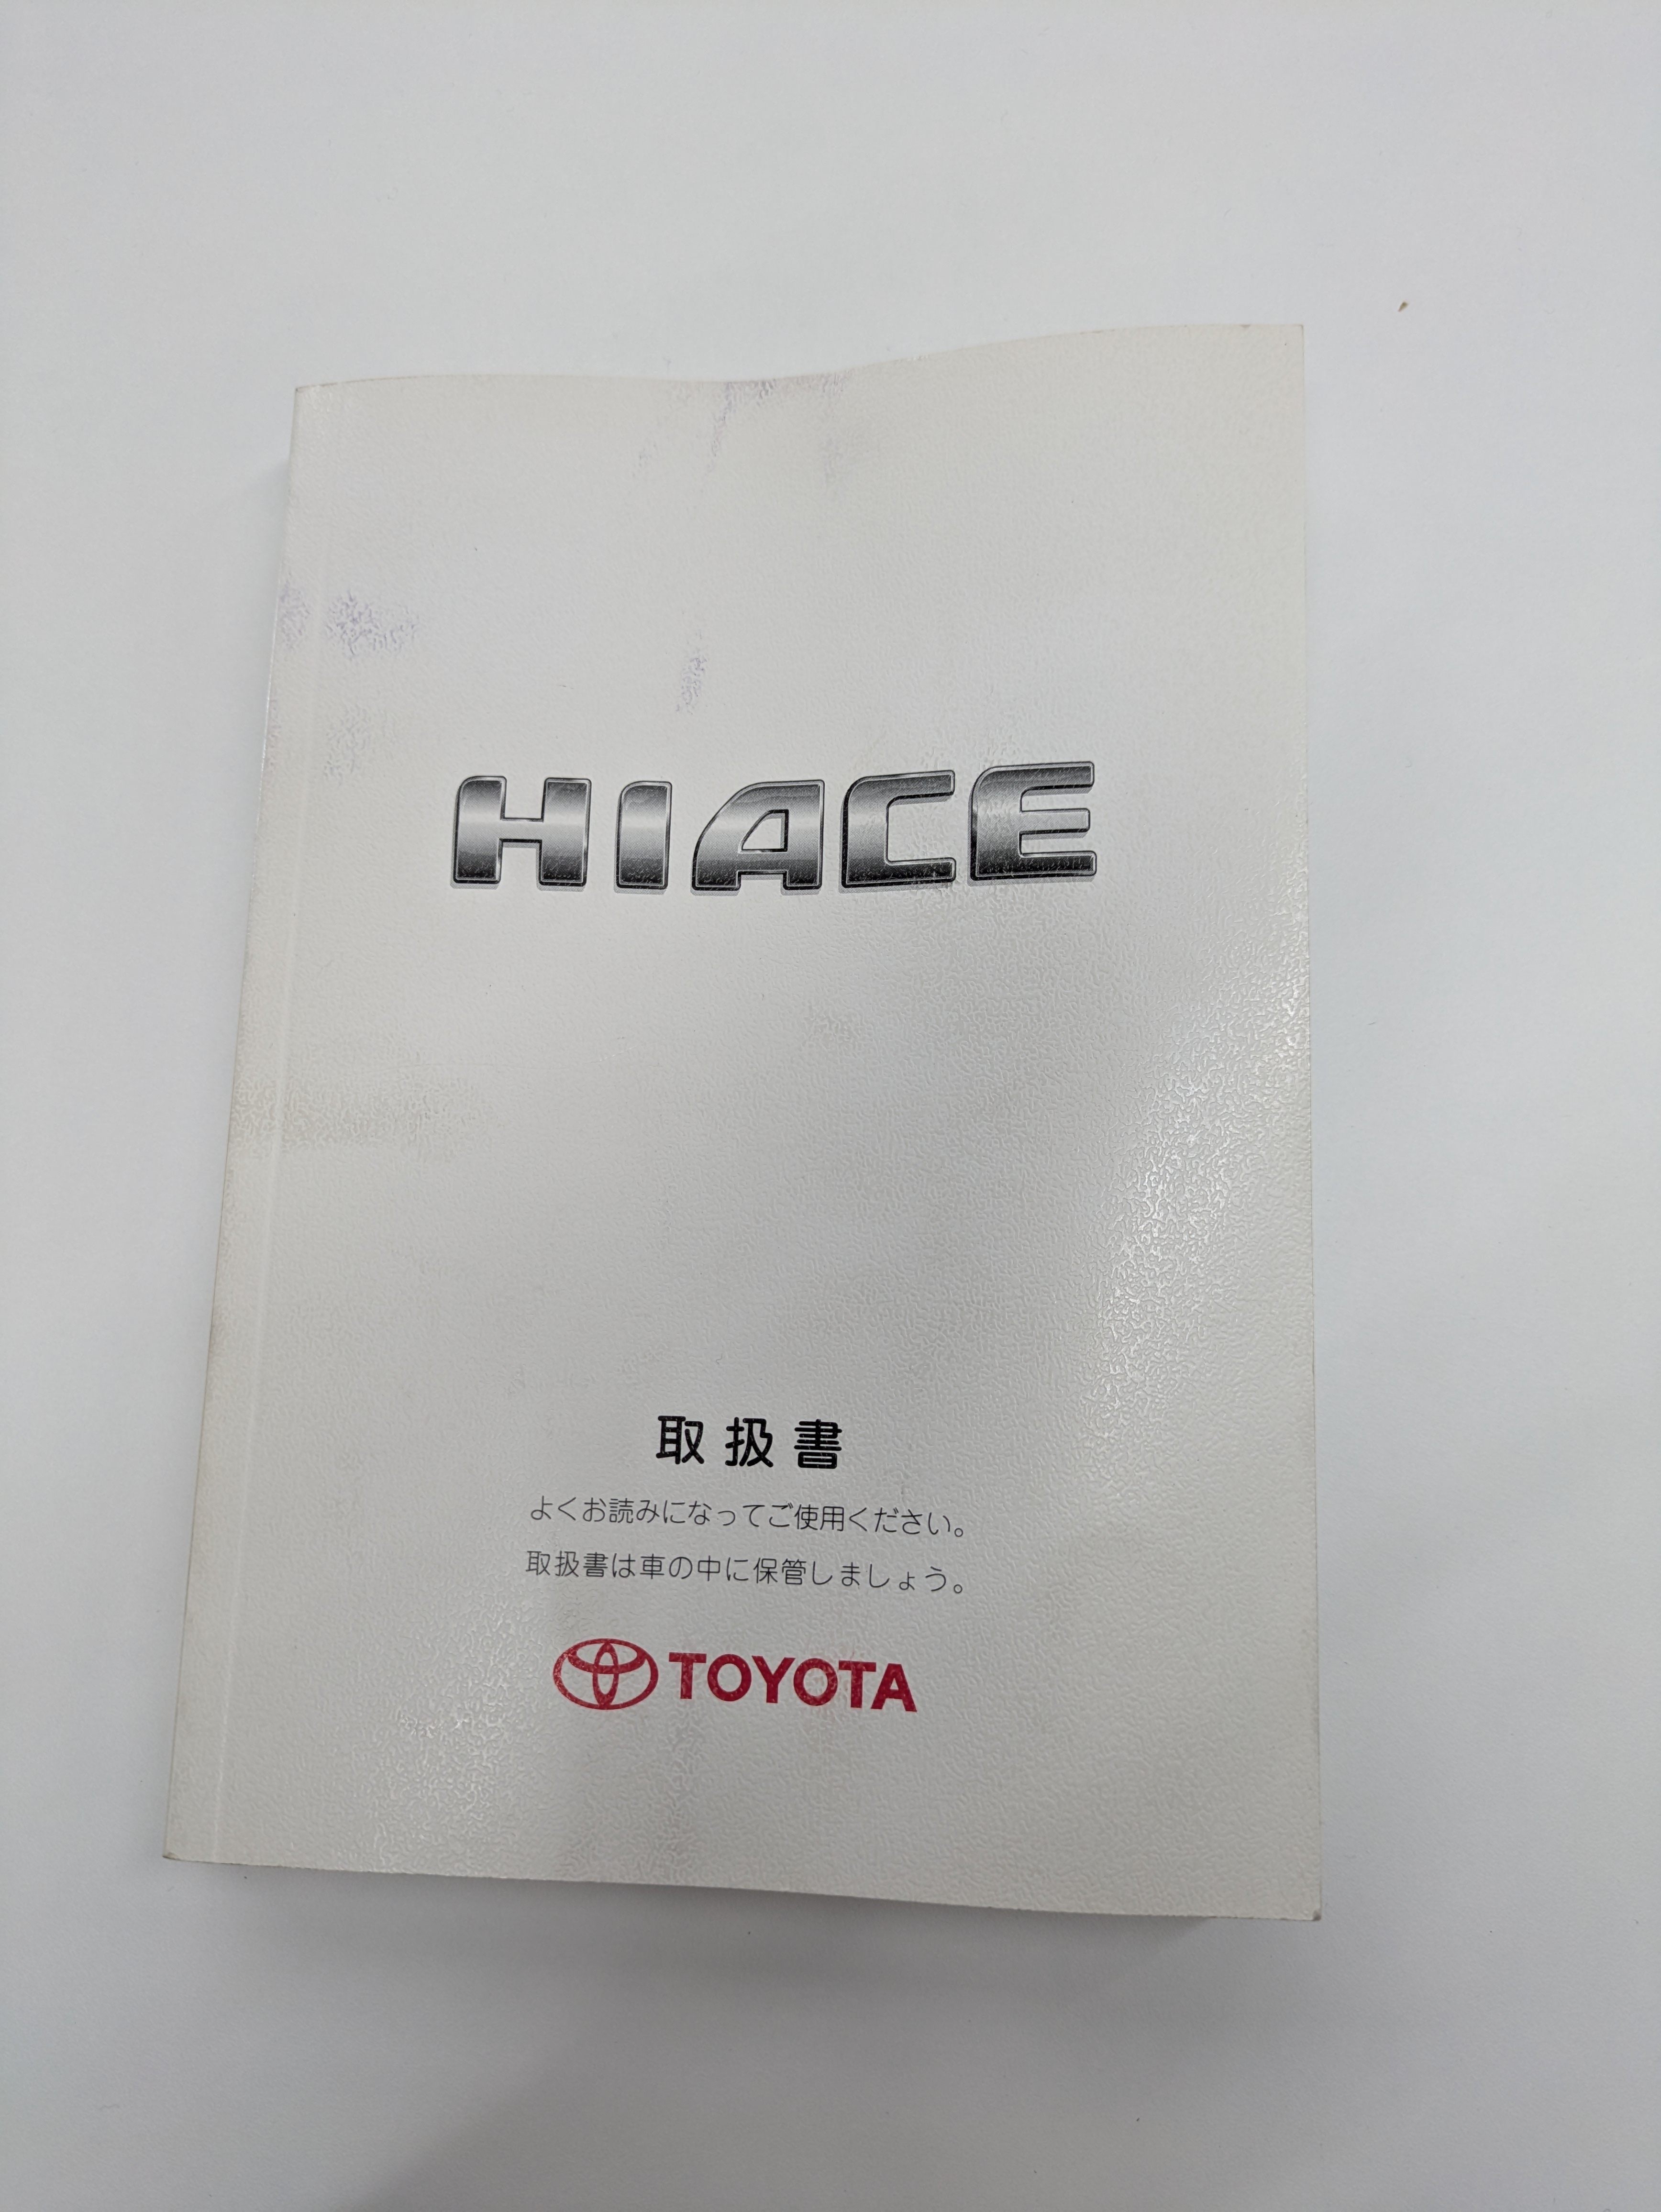 HIACE
取扱書
よくお読みになってご使用ください。
取扱書は車の中に保管しましょう。
TOYOTA